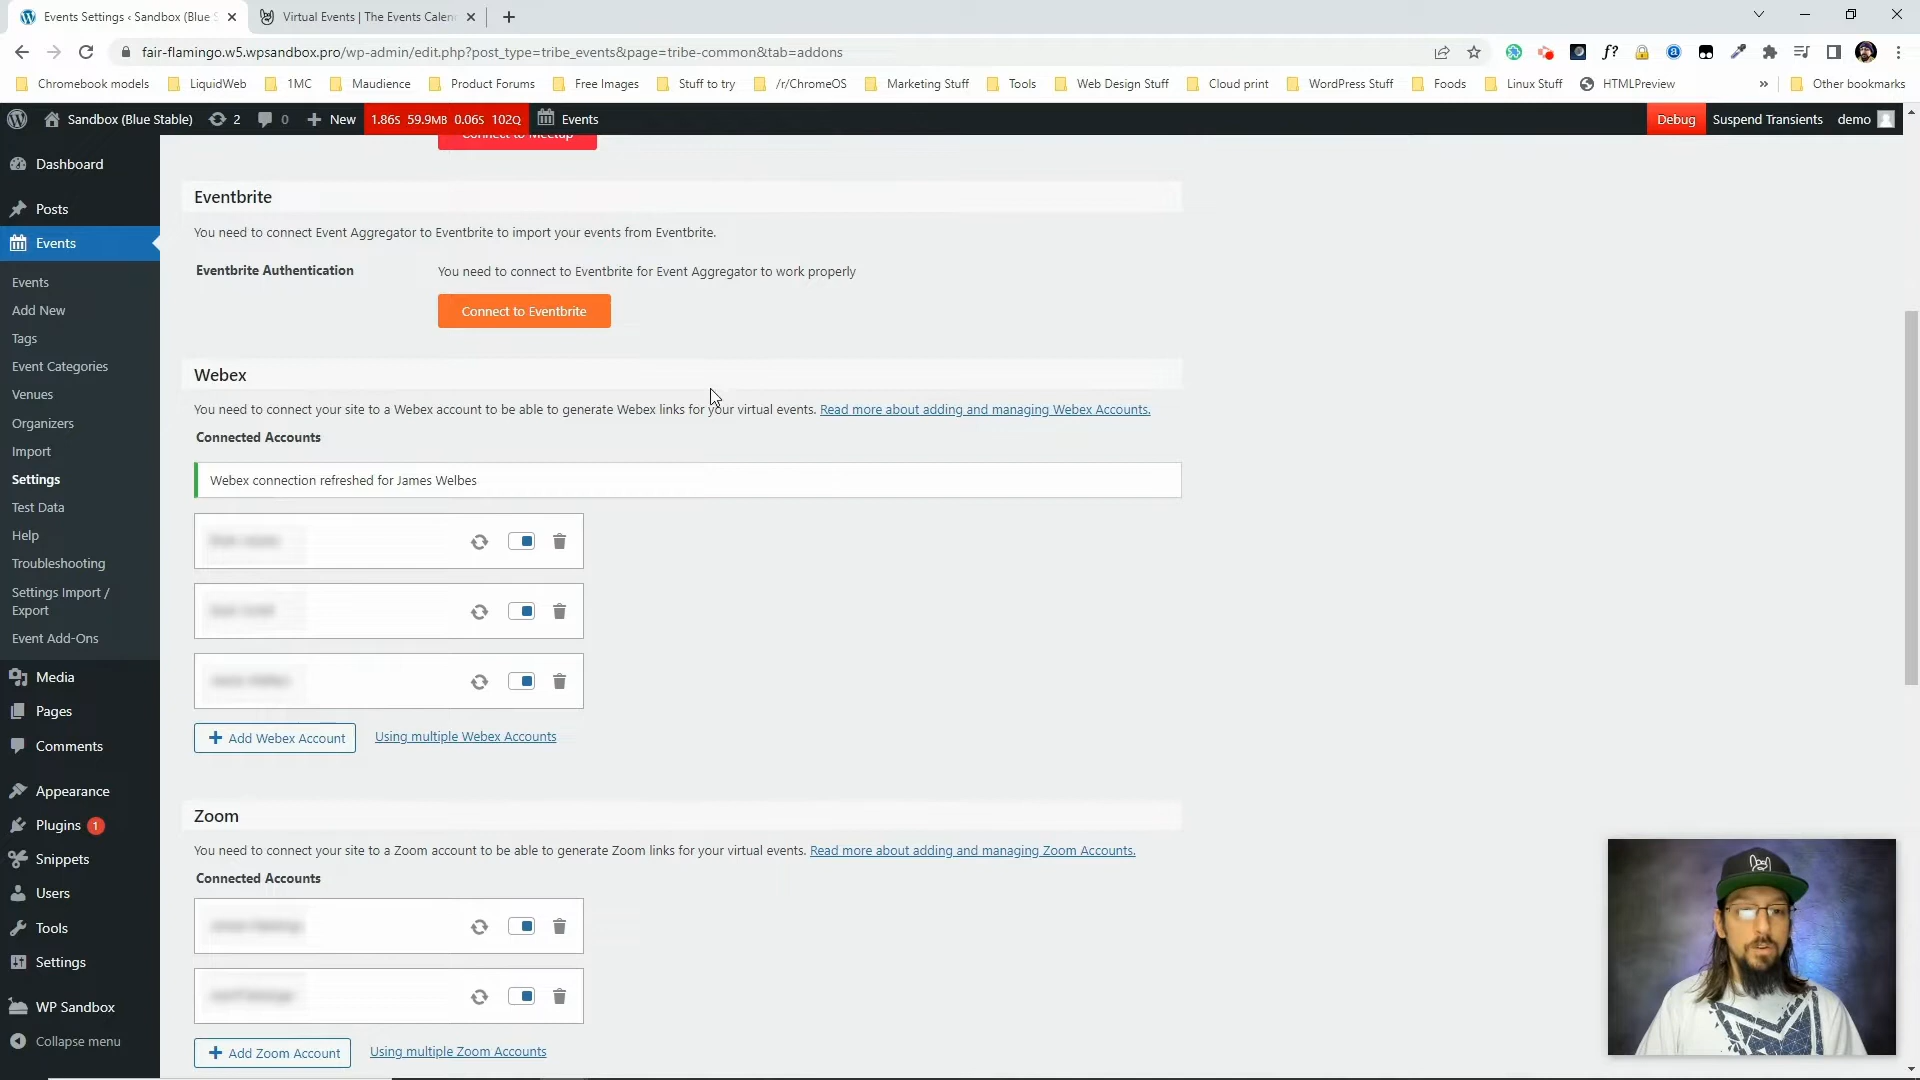 Events Settings ‹ Sandbox (Blue S
Virtual Events | The Events Calen
fair-flamingo.w5.wpsandbox.pro/wp-admin/edit.php?post_type=tribe_events&page=tribe-common&tab=addons
Chromebook models LiquidWeb 1MC Maudience Product Forums Free Images Stuff to try /r/ChromeOS Marketing Stuff Tools Web Design Stuff Cloud print WordPress Stuff Foods Linux Stuff HTMLPreview » Other bookmarks
Sandbox (Blue Stable) 2 0 New 1.86S 59.9MB 0.06S 102Q Events Debug Suspend Transients demo
Dashboard
Posts
Events
Events
Add New
Tags
Event Categories
Venues
Organizers
Import
Settings
Test Data
Help
Troubleshooting
Settings Import /
Export
Event Add-Ons
Media
Pages
Comments
Appearance
Plugins 1
Snippets
Users
Tools
Settings
WP Sandbox
Collapse menu
Connect to Meetup
Eventbrite
You need to connect Event Aggregator to Eventbrite to import your events from Eventbrite.
Eventbrite Authentication
You need to connect to Eventbrite for Event Aggregator to work properly
Connect to Eventbrite
Webex
You need to connect your site to a Webex account to be able to generate Webex links for your virtual events. Read more about adding and managing Webex Accounts.
Connected Accounts
Webex connection refreshed for James Welbes
+ Add Webex Account
Using multiple Webex Accounts
Zoom
You need to connect your site to a Zoom account to be able to generate Zoom links for your virtual events. Read more about adding and managing Zoom Accounts.
Connected Accounts
+ Add Zoom Account
Using multiple Zoom Accounts